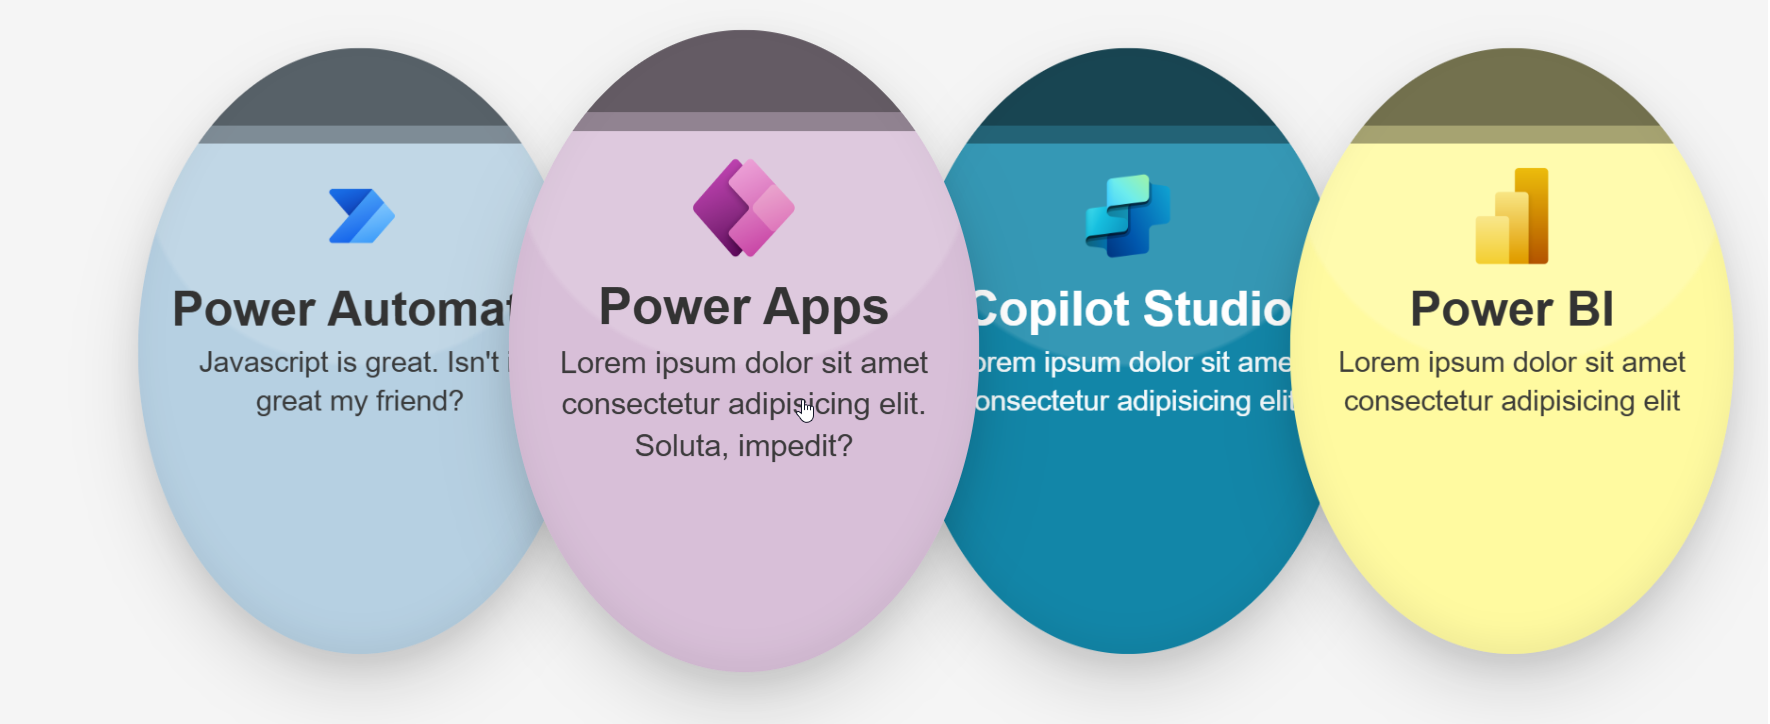 Power Automat
Javascript is great. Isn't i
great my friend?
Power Apps
Lorem ipsum dolor sit amet
consectetur adipisicing elit.
Soluta, impedit?
Copilot Studio
orem ipsum dolor sit ame
onsectetur adipisicing elit
Power BI
Lorem ipsum dolor sit amet
consectetur adipisicing elit